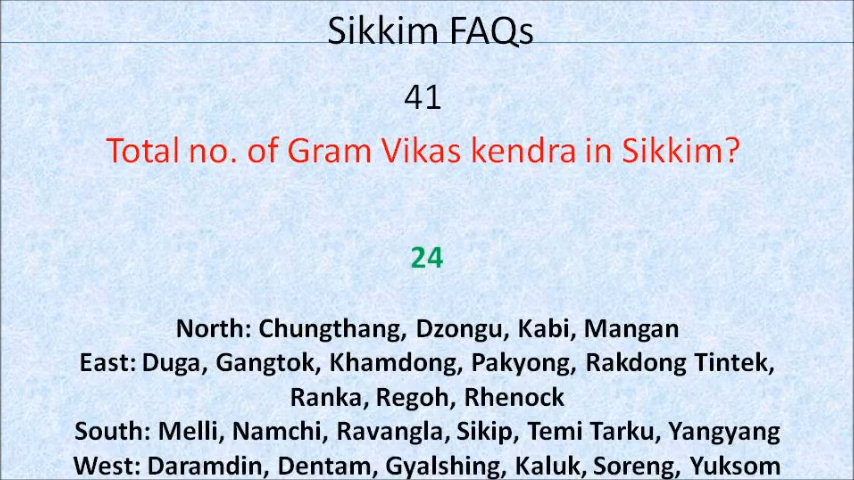 Sikkim FAQs
41
Total no. of Gram Vikas kendra in Sikkim?
24
North: Chungthang, Dzongu, Kabi, Mangan
East: Duga, Gangtok, Khamdong, Pakyong, Rakdong Tintek,
Ranka, Regoh, Rhenock
South: Melli, Namchi, Ravangla, Sikip, Temi Tarku, Yangyang
West: Daramdin, Dentam, Gyalshing, Kaluk, Soreng, Yuksom